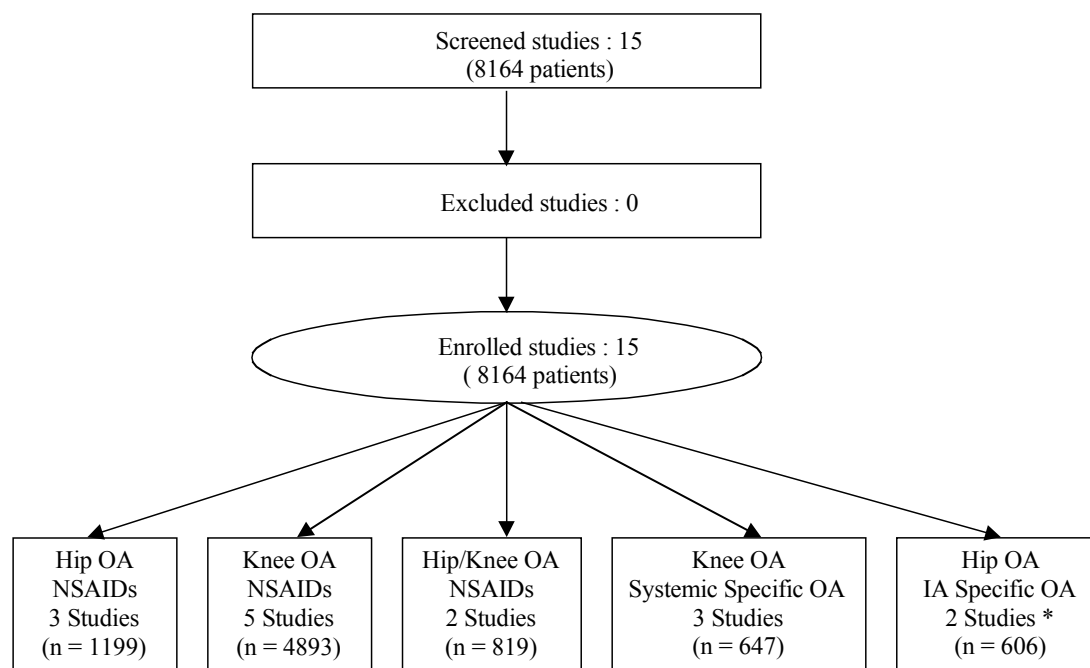 Screened studies : 15
(8164 patients)
Excluded studies : 0
Enrolled studies : 15
( 8164 patients)
Hip OA
NSAIDs
3 Studies
(n = 1199)
Knee OA
NSAIDs
5 Studies
(n = 4893)
Hip/Knee OA
NSAIDs
2 Studies
(n = 819)
Knee OA
Systemic Specific OA
3 Studies
(n = 647)
Hip OA
IA Specific OA
2 Studies *
(n = 606)